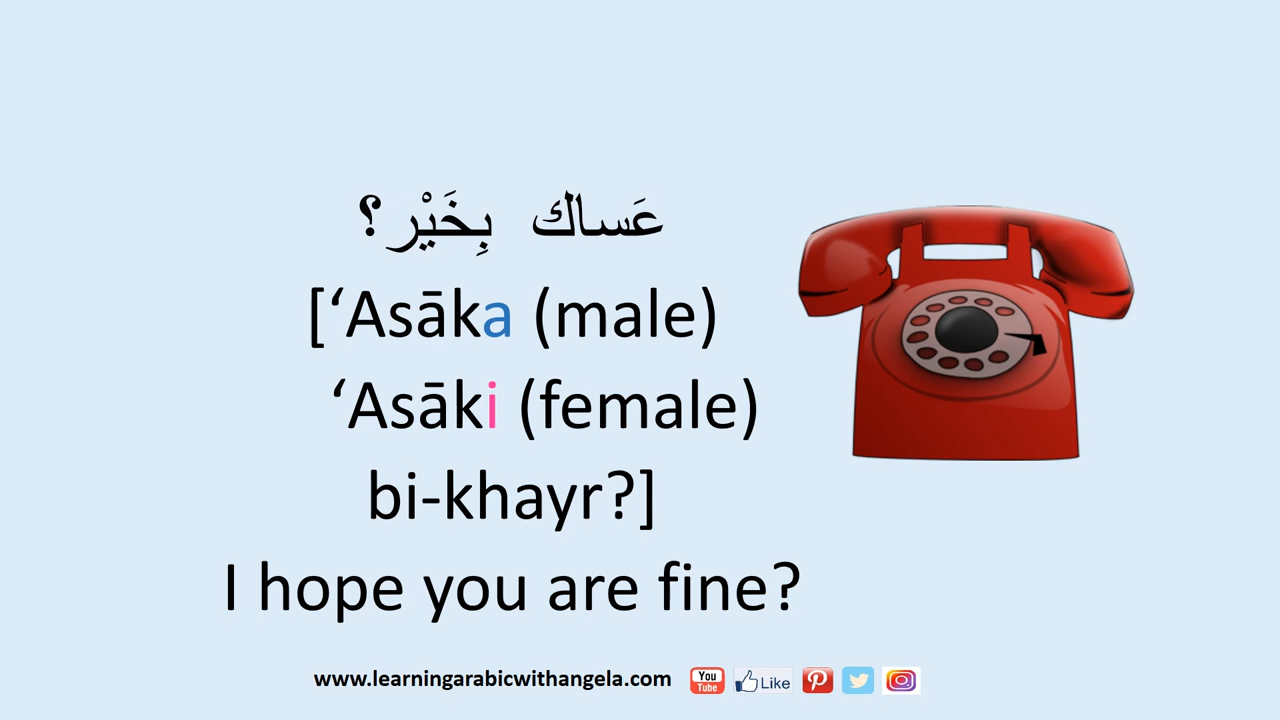 عَساك بِخَيْر؟
[‘Asāka (male)
‘Asāki (female)
bi-khayr?]
I hope you are fine?
www.learningarabicwithangela.com You Tube Like